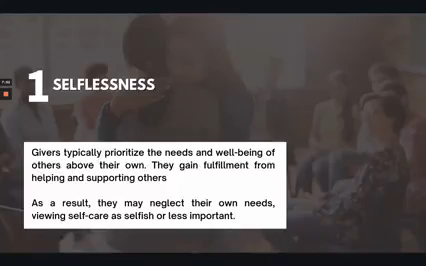 1 SELFLESSNESS
Givers typically prioritize the needs and well-being of
others above their own. They gain fulfillment from
helping and supporting others
As a result, they may neglect their own needs,
viewing self-care as selfish or less important.